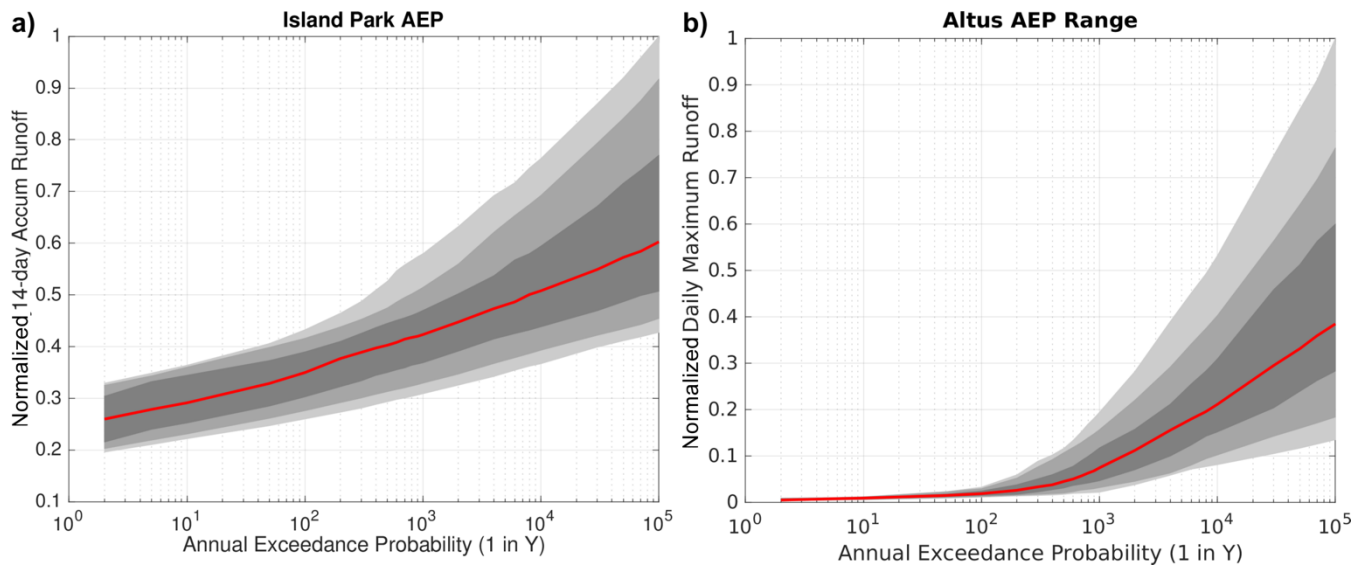 a)
Island Park AEP
Normalized 14-day Accum Runoff
1
0.9
0.8
0.7
0.6
0.5
0.4
0.3
0.2
0.1
10^0 10^1 10^2 10^3 10^4 10^5
Annual Exceedance Probability (1 in Y)
b)
Altus AEP Range
Normalized Daily Maximum Runoff
1
0.9
0.8
0.7
0.6
0.5
0.4
0.3
0.2
0.1
0
10^0 10^1 10^2 10^3 10^4 10^5
Annual Exceedance Probability (1 in Y)